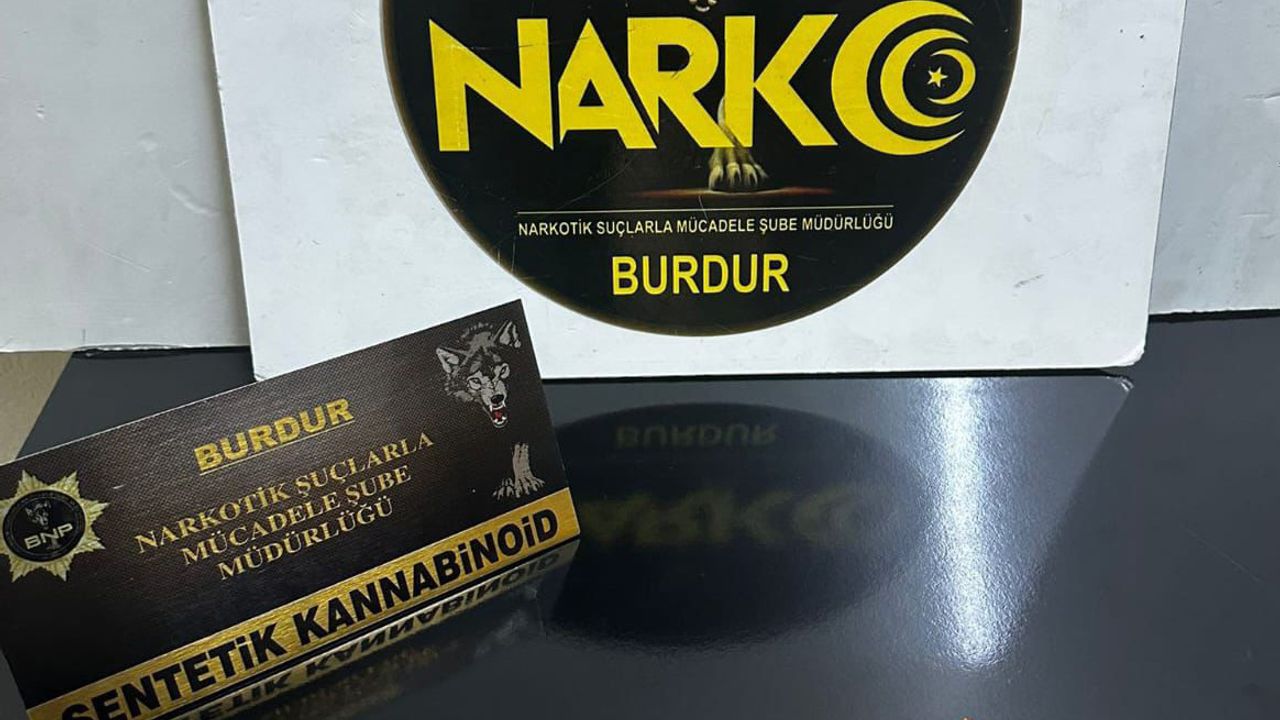 NARKO
NARKOTİK SUÇLARLA MÜCADELE ŞUBE MÜDÜRLÜĞÜ
BURDUR
BURDUR
NARKOTİK SUÇLARLA
MÜCADELE ŞUBE
MÜDÜRLÜĞÜ
BNP
SENTETİK KANNABİNOİD